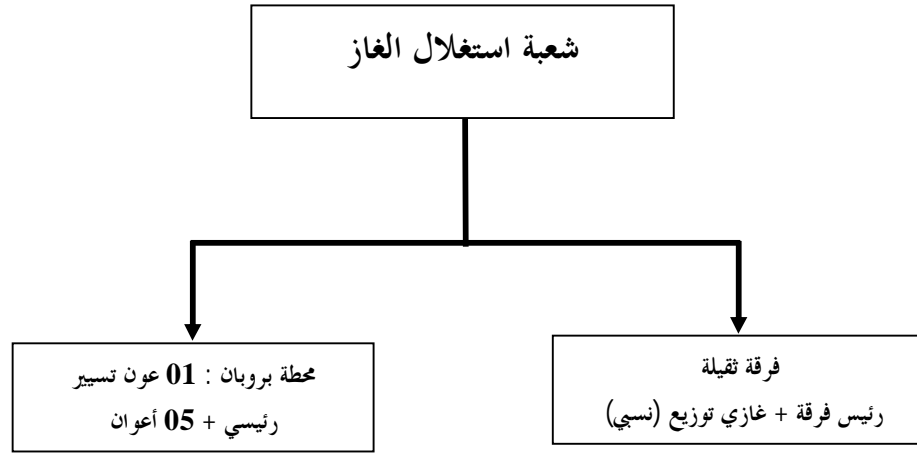 شعبة استغلال الغاز
فرقة ثقيلة
رئيس فرقة + غازي توزيع (نسبي)
محطة بروبان : 01 عون تسيير
رئيسي + 05 أعوان